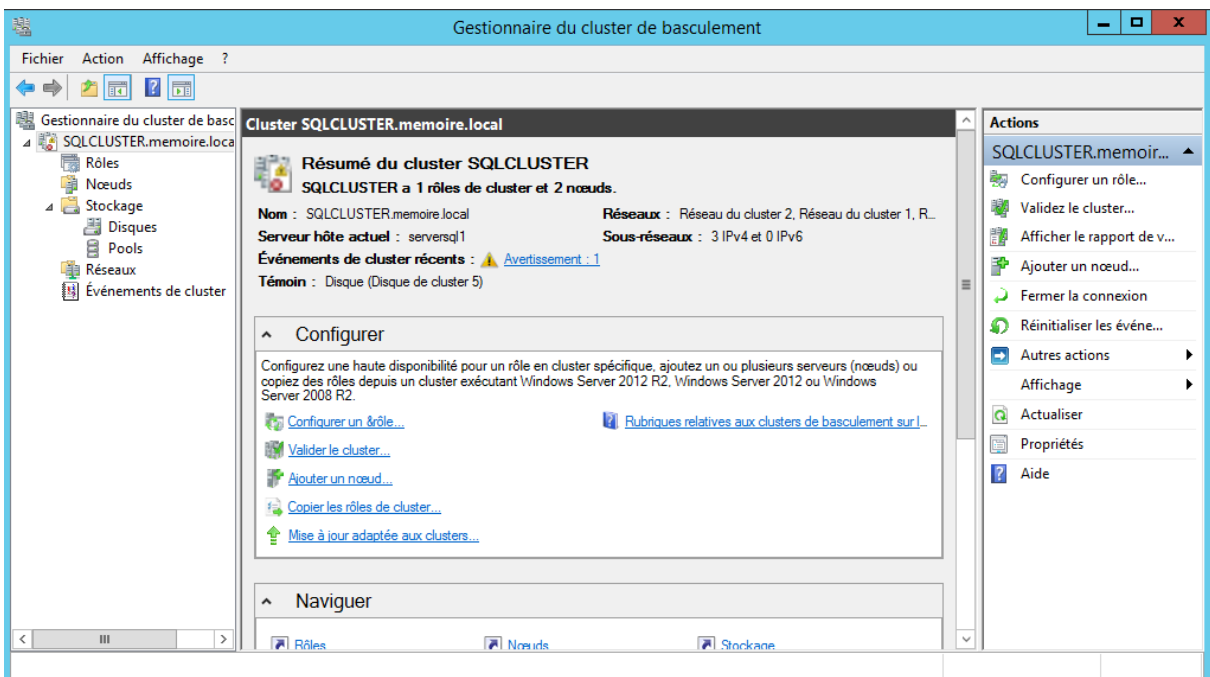 Gestionnaire du cluster de basculement
Fichier Action Affichage ?
Gestionnaire du cluster de basc
SQLCLUSTER.memoire.loca
Rôles
Nœuds
Stockage
Disques
Pools
Réseaux
Événements de cluster
Cluster SQLCLUSTER.memoire.local
Résumé du cluster SQLCLUSTER
SQLCLUSTER a 1 rôles de cluster et 2 nœuds.
Nom : SQLCLUSTER.memoire.local
Réseaux : Réseau du cluster 2, Réseau du cluster 1, R...
Serveur hôte actuel : serversql1
Sous-réseaux : 3 IPv4 et 0 IPv6
Événements de cluster récents : Avertissement : 1
Témoin : Disque (Disque de cluster 5)
Configurer
Configurez une haute disponibilité pour un rôle en cluster spécifique, ajoutez un ou plusieurs serveurs (nœuds) ou
copiez des rôles depuis un cluster exécutant Windows Server 2012 R2, Windows Server 2012 ou Windows
Server 2008 R2.
Configurer un &rôle...
Rubriques relatives aux clusters de basculement sur l...
Valider le cluster...
Ajouter un nœud...
Copier les rôles de cluster...
Mise à jour adaptée aux clusters...
Naviguer
Rôles
Nœuds
Stockage
Actions
SQLCLUSTER.memoir...
Configurer un rôle...
Validez le cluster...
Afficher le rapport de v...
Ajouter un nœud...
Fermer la connexion
Réinitialiser les événe...
Autres actions
Affichage
Actualiser
Propriétés
Aide